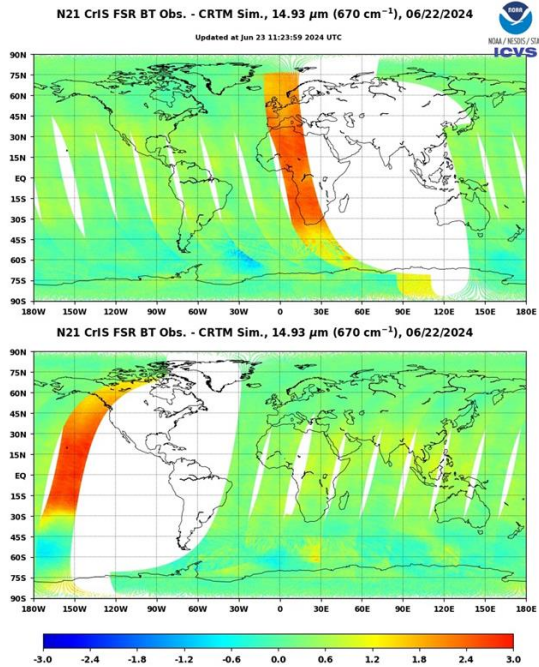 N21 CrIS FSR BT Obs. - CRTM Sim., 14.93 μm (670 cm⁻¹), 06/22/2024
Updated at Jun 23 11:23:59 2024 UTC
NOAA
NOAA / NESDIS / STA
ICVS
90N
75N
60N
45N
30N
15N
EQ
15S
30S
45S
60S
75S
90S
180W 150W 120W 90W 60W 30W 0 30E 60E 90E 120E 150E 180E
N21 CrIS FSR BT Obs. - CRTM Sim., 14.93 μm (670 cm⁻¹), 06/22/2024
90N
75N
60N
45N
30N
15N
EQ
15S
30S
45S
60S
75S
90S
180W 150W 120W 90W 60W 30W 0 30E 60E 90E 120E 150E 180E
-3.0 -2.4 -1.8 -1.2 -0.6 0.0 0.6 1.2 1.8 2.4 3.0